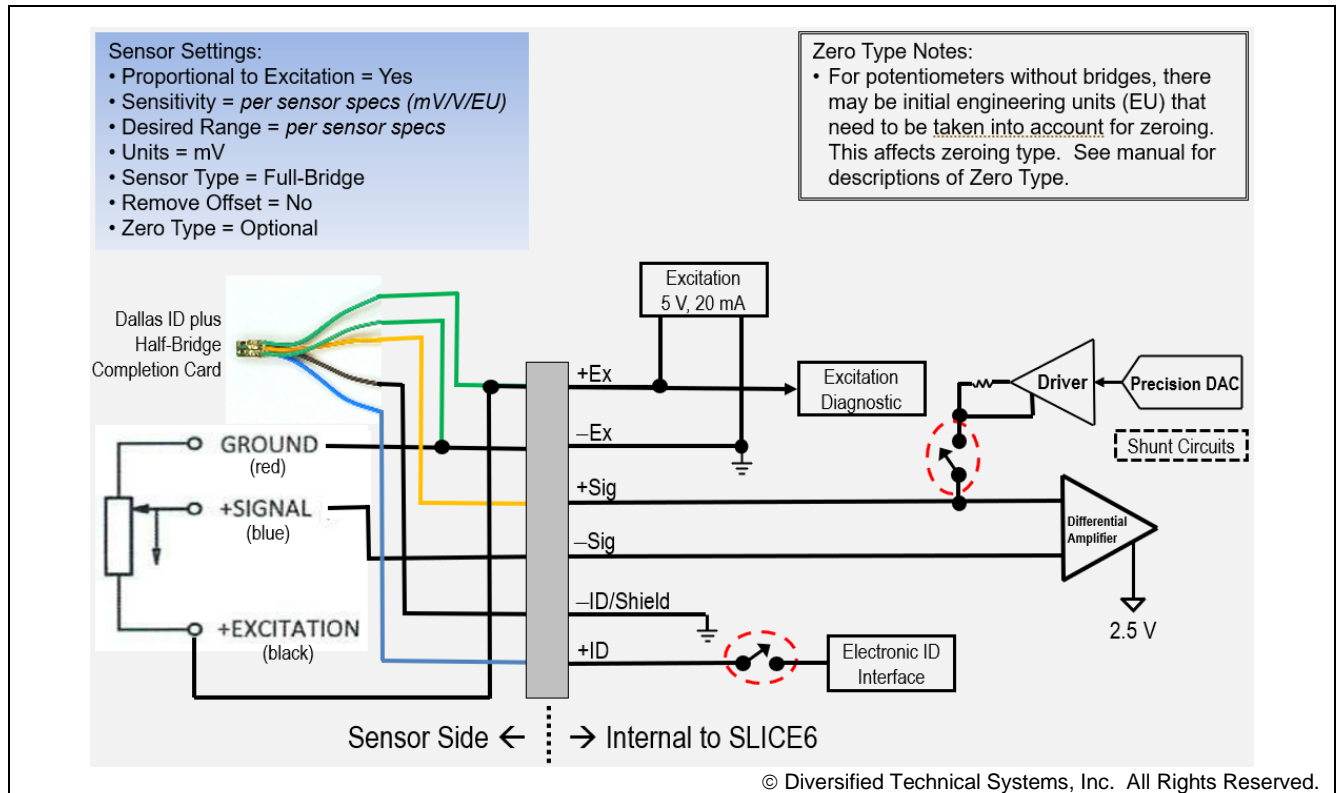 Sensor Settings:
• Proportional to Excitation = Yes
• Sensitivity = per sensor specs (mV/V/EU)
• Desired Range = per sensor specs
• Units = mV
• Sensor Type = Full-Bridge
• Remove Offset = No
• Zero Type = Optional
Zero Type Notes:
• For potentiometers without bridges, there
may be initial engineering units (EU) that
need to be taken into account for zeroing.
This affects zeroing type.  See manual for
descriptions of Zero Type.
Dallas ID plus
Half-Bridge
Completion Card
Excitation
5 V, 20 mA
+Ex
Excitation
Diagnostic
Driver
Precision DAC
Shunt Circuits
GROUND
(red)
–Ex
+SIGNAL
(blue)
+Sig
–Sig
Differential
Amplifier
2.5 V
+EXCITATION
(black)
–ID/Shield
+ID
Electronic ID
Interface
Sensor Side ←
→ Internal to SLICE6
© Diversified Technical Systems, Inc.  All Rights Reserved.